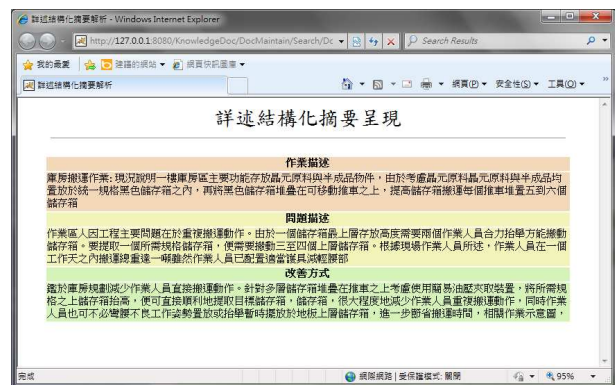 詳述結構化摘要解析 - Windows Internet Explorer
http://127.0.0.1:8080/KnowledgeDoc/DocMaintain/Search/Dc
Search Results
我的最愛
建議的網站
網頁快訊圖庫
詳述結構化摘要解析
網頁(P)
安全性(S)
工具(O)
詳述結構化摘要呈現
作業描述
庫房搬運作業:現況說明一樓庫房區主要功能存放晶元原料與半成品物件,由於考慮晶元原料晶元原料與半成品均
置放於統一規格黑色儲存箱之內,再將黑色儲存箱堆疊在可移動推車之上,提高儲存箱搬運每個推車堆置五到六個
儲存箱
問題描述
作業區人因工程主要問題在於重複搬運動作。由於一個儲存箱最上層存放高度需要兩個作業人員合力抬舉方能搬動
儲存箱。要提取一個所需規格儲存箱,便需要搬動三至四個上層儲存箱。根據現場作業人員所述,作業人員在一個
工作天之內搬運總重達一噸雖然作業人員已配置適當護具減輕腰部
改善方式
鑑於庫房規劃減少作業人員直接搬運動作。針對多層儲存箱堆疊在推車之上考慮使用簡易油壓夾取裝置,將所需規
格之上儲存箱抬高,便可直接順利地提取目標儲存箱,儲存箱,很大程度地減少作業人員重複搬運動作,同時作業
人員也可不必彎腰不良工作姿勢置放或抬舉暫時擺放於地板上層儲存箱,進一步節省搬運時間,相關作業示意圖,
完成
網際網路 | 受保護模式: 關閉
95%